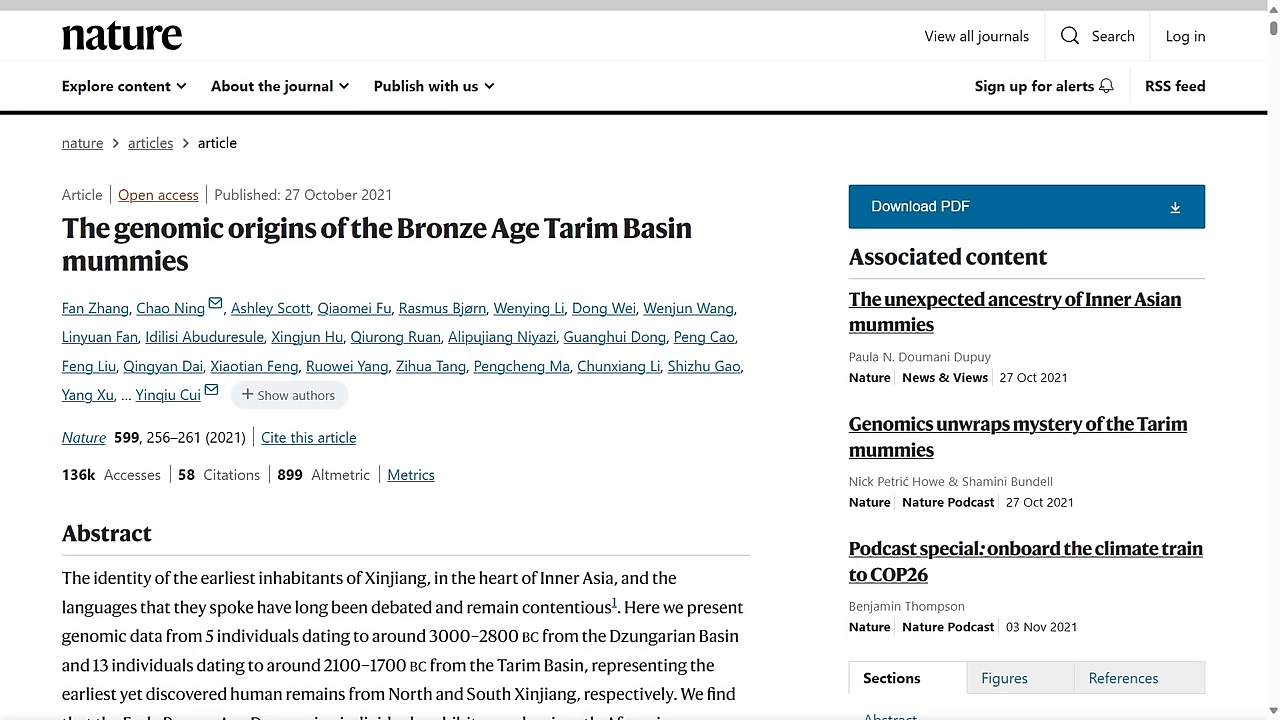 nature
View all journals
Search
Log in
Explore content
About the journal
Publish with us
Sign up for alerts
RSS feed
nature > articles > article
Article | Open access | Published: 27 October 2021
The genomic origins of the Bronze Age Tarim Basin
mummies
Fan Zhang, Chao Ning, Ashley Scott, Qiaomei Fu, Rasmus Bjørn, Wenying Li, Dong Wei, Wenjun Wang,
Linyuan Fan, Idilisi Abuduresule, Xingjun Hu, Qiurong Ruan, Alipujiang Niyazi, Guanghui Dong, Peng Cao,
Feng Liu, Qingyan Dai, Xiaotian Feng, Ruowei Yang, Zihua Tang, Pengcheng Ma, Chunxiang Li, Shizhu Gao,
Yang Xu, ... Yinqiu Cui + Show authors
Nature 599, 256–261 (2021) | Cite this article
136k Accesses | 58 Citations | 899 Altmetric | Metrics
Abstract
The identity of the earliest inhabitants of Xinjiang, in the heart of Inner Asia, and the
languages that they spoke have long been debated and remain contentious1. Here we present
genomic data from 5 individuals dating to around 3000–2800 BC from the Dzungarian Basin
and 13 individuals dating to around 2100–1700 BC from the Tarim Basin, representing the
earliest yet discovered human remains from North and South Xinjiang, respectively. We find
Download PDF
Associated content
The unexpected ancestry of Inner Asian
mummies
Paula N. Doumani Dupuy
Nature | News & Views | 27 Oct 2021
Genomics unwraps mystery of the Tarim
mummies
Nick Petrić Howe & Shamini Bundell
Nature | Nature Podcast | 27 Oct 2021
Podcast special: onboard the climate train
to COP26
Benjamin Thompson
Nature | Nature Podcast | 03 Nov 2021
Sections
Figures
References
Abstract